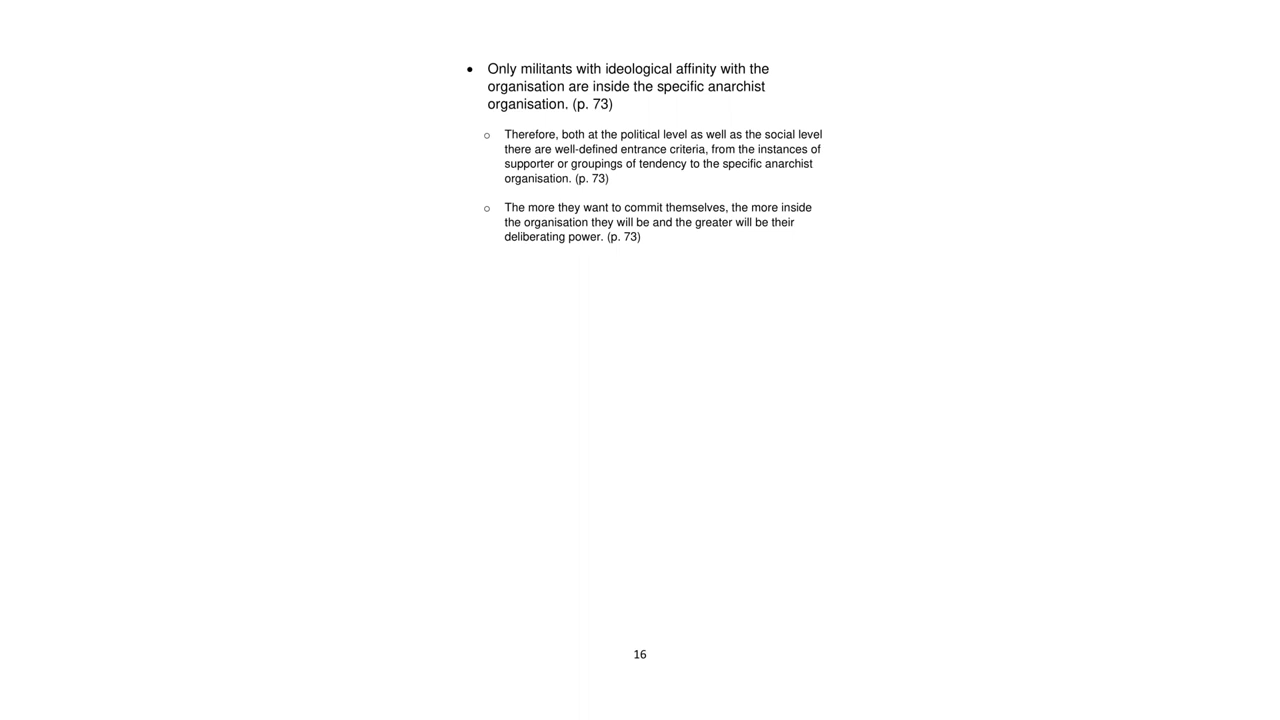 • Only militants with ideological affinity with the
organisation are inside the specific anarchist
organisation. (p. 73)
o Therefore, both at the political level as well as the social level
there are well-defined entrance criteria, from the instances of
supporter or groupings of tendency to the specific anarchist
organisation. (p. 73)
o The more they want to commit themselves, the more inside
the organisation they will be and the greater will be their
deliberating power. (p. 73)
16